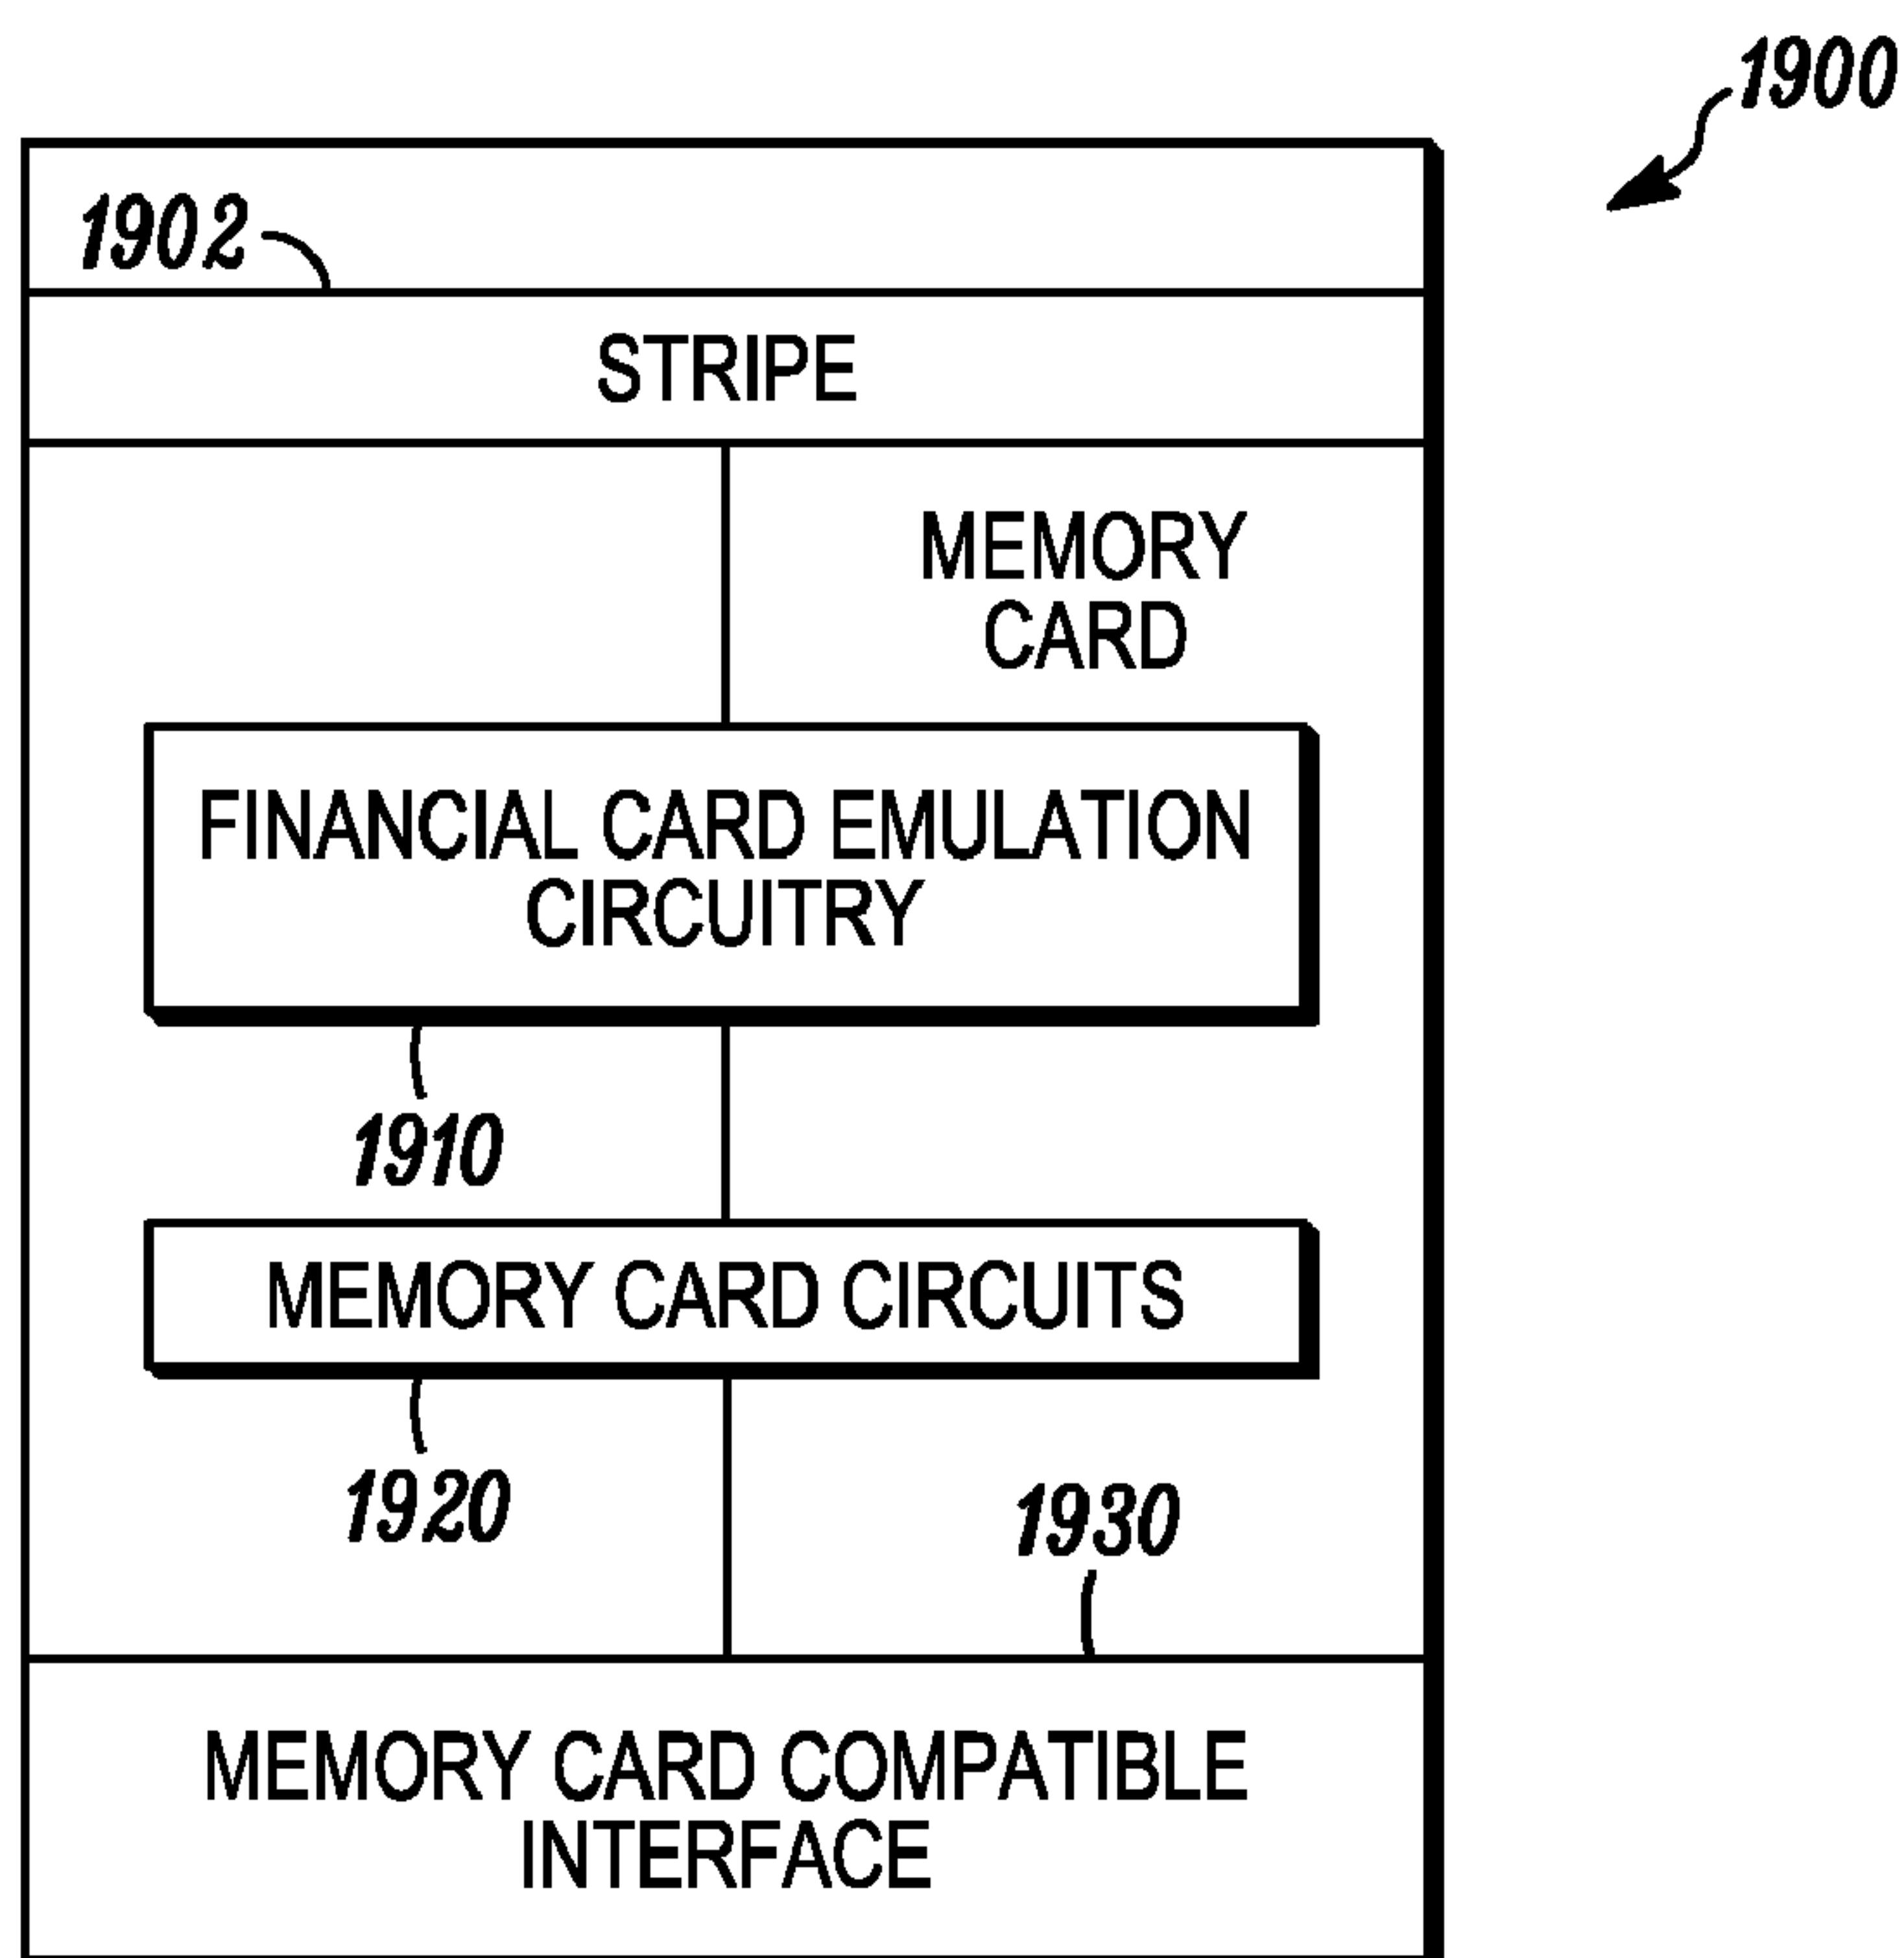 1900
1902
STRIPE
MEMORY
CARD
FINANCIAL CARD EMULATION
CIRCUITRY
1910
MEMORY CARD CIRCUITS
1920
1930
MEMORY CARD COMPATIBLE
INTERFACE